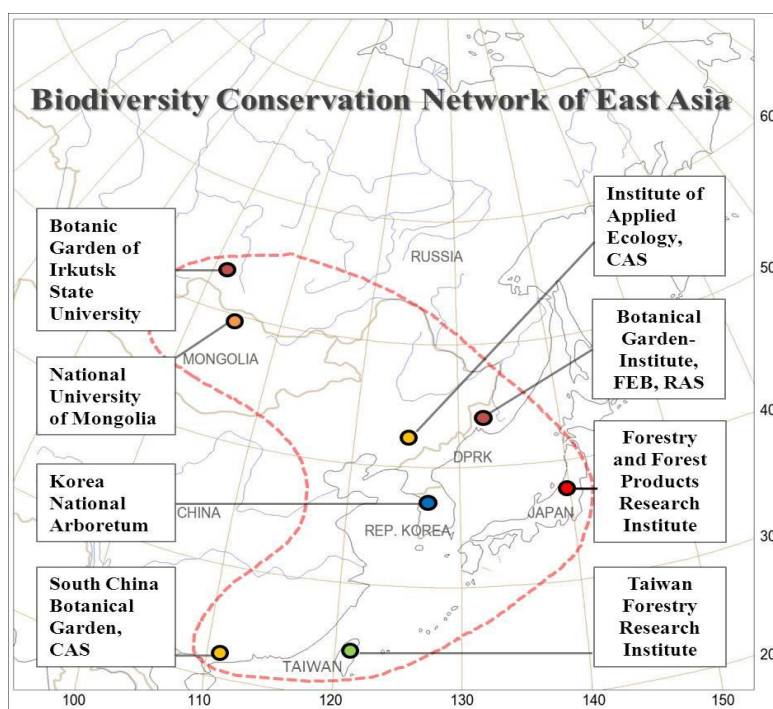 Biodiversity Conservation Network of East Asia
Botanic
Garden of
Irkutsk
State
University
National
University
of Mongolia
Korea
National
Arboretum
South China
Botanical
Garden,
CAS
Institute of
Applied
Ecology,
CAS
Botanical
Garden-
Institute,
FEB, RAS
Forestry
and Forest
Products
Research
Institute
Taiwan
Forestry
Research
Institute
RUSSIA
MONGOLIA
DPRK
CHINA
REP. KOREA
JAPAN
TAIWAN
60
50
40
30
20
100
110
120
130
140
150